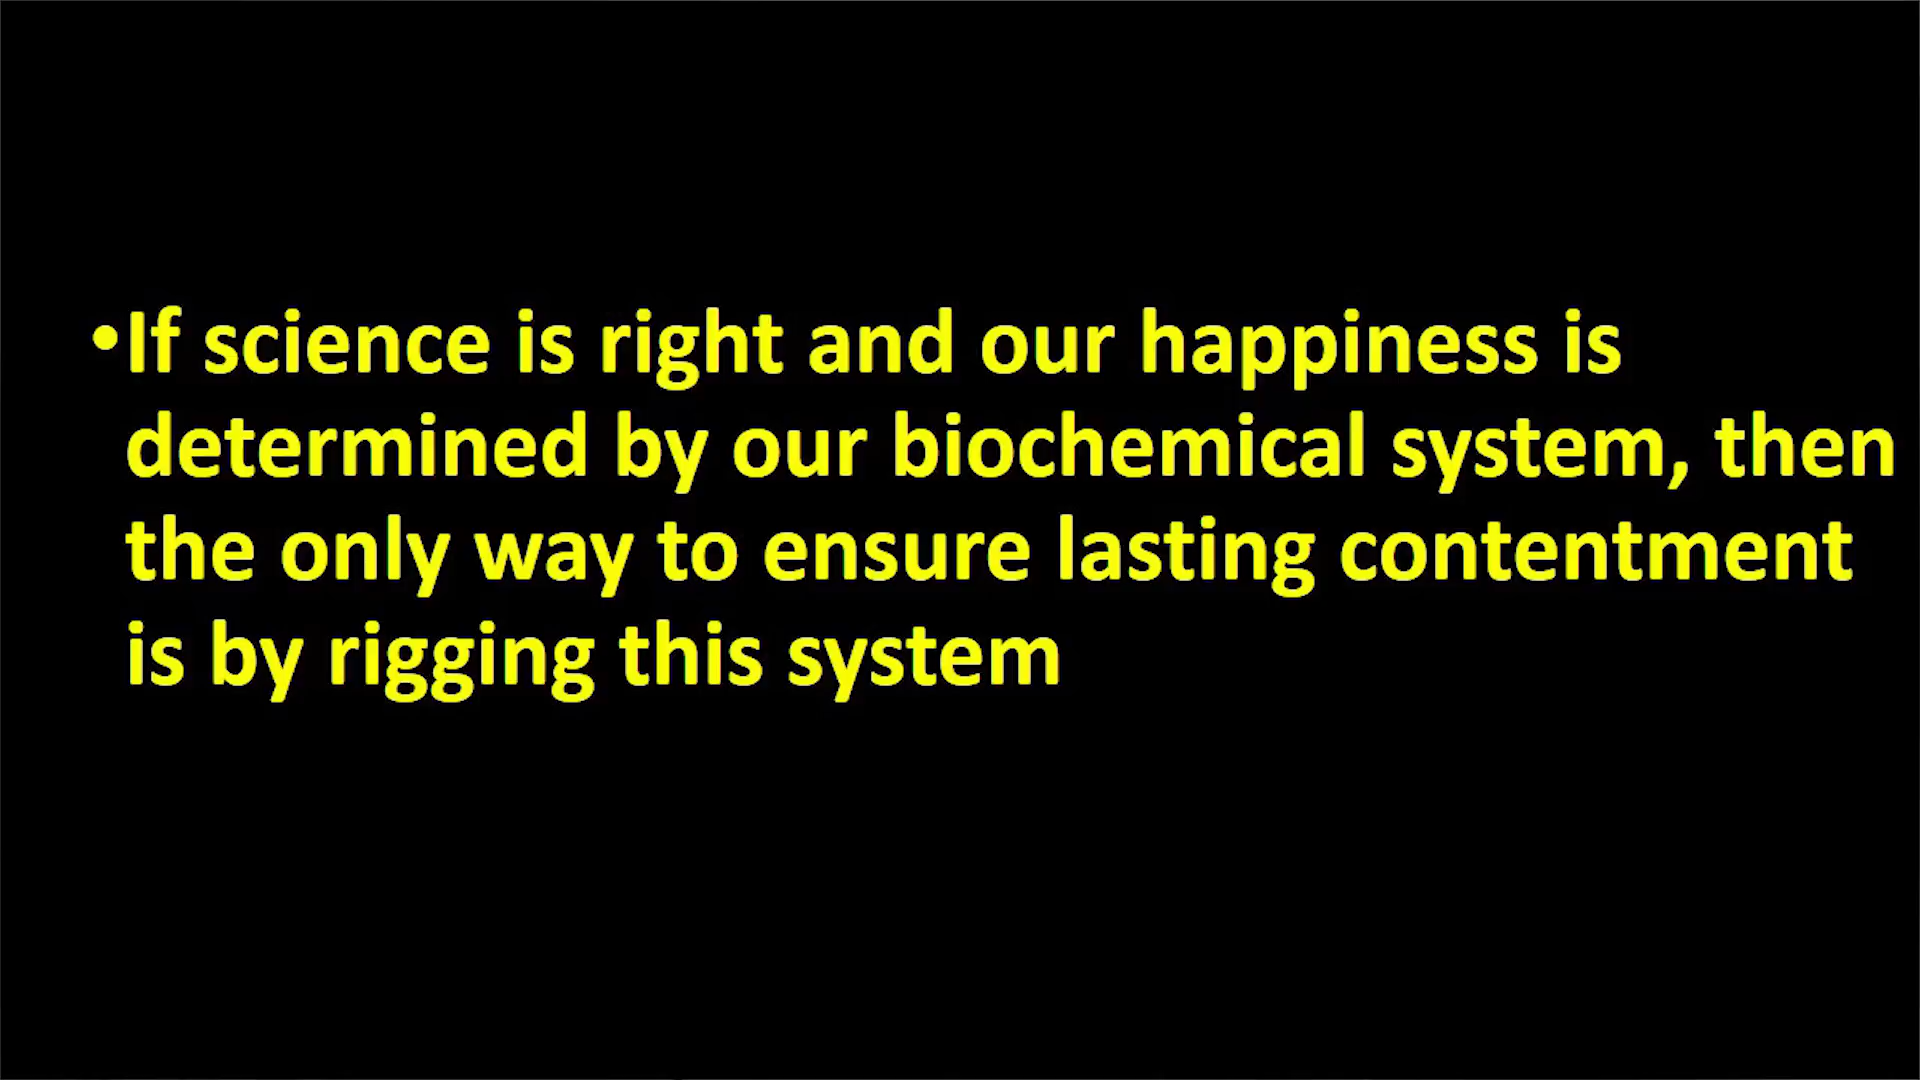 •If science is right and our happiness is
determined by our biochemical system, then
the only way to ensure lasting contentment
is by rigging this system